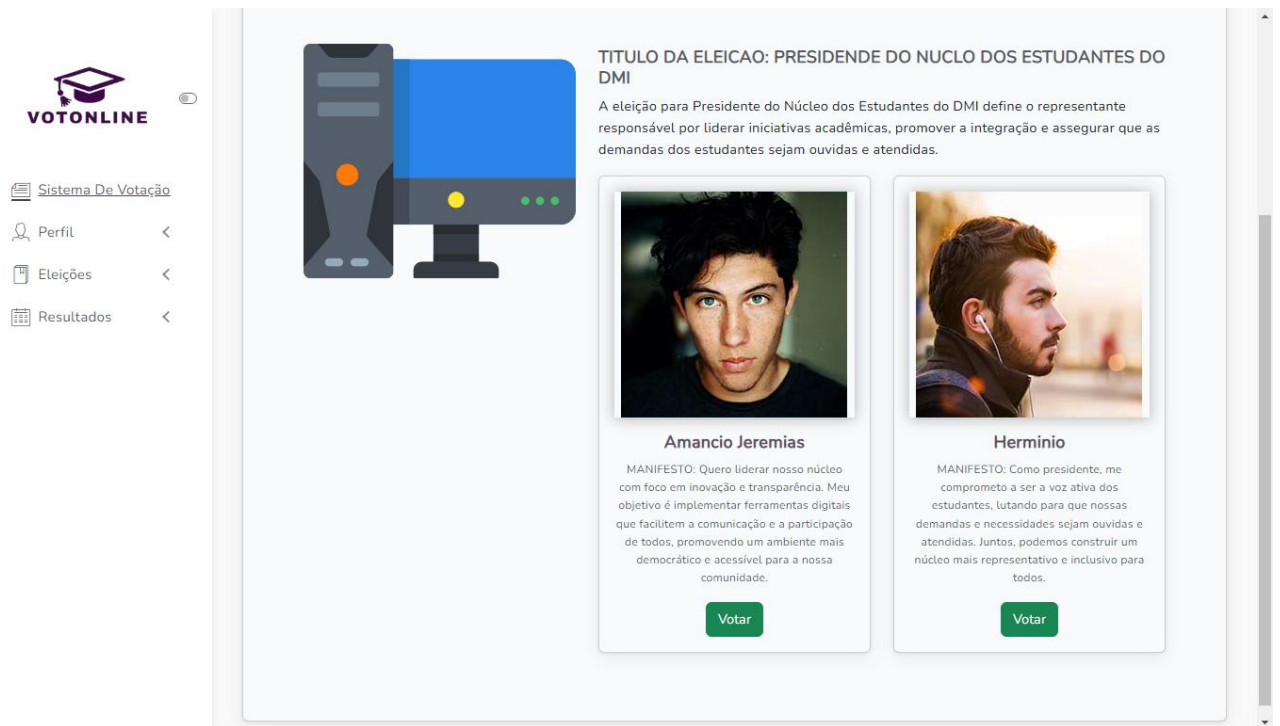 VOTONLINE
Sistema De Votação
Perfil
Eleições
Resultados
TITULO DA ELEICAO: PRESIDENDE DO NUCLO DOS ESTUDANTES DO
DMI
A eleição para Presidente do Núcleo dos Estudantes do DMI define o representante
responsável por liderar iniciativas acadêmicas, promover a integração e assegurar que as
demandas dos estudantes sejam ouvidas e atendidas.
Amancio Jeremias
MANIFESTO: Quero liderar nosso núcleo
com foco em inovação e transparência. Meu
objetivo é implementar ferramentas digitais
que facilitem a comunicação e a participação
de todos, promovendo um ambiente mais
democrático e acessível para a nossa
comunidade.
Votar
Herminio
MANIFESTO: Como presidente, me
comprometo a ser a voz ativa dos
estudantes, lutando para que nossas
demandas e necessidades sejam ouvidas e
atendidas. Juntos, podemos construir um
núcleo mais representativo e inclusivo para
todos.
Votar